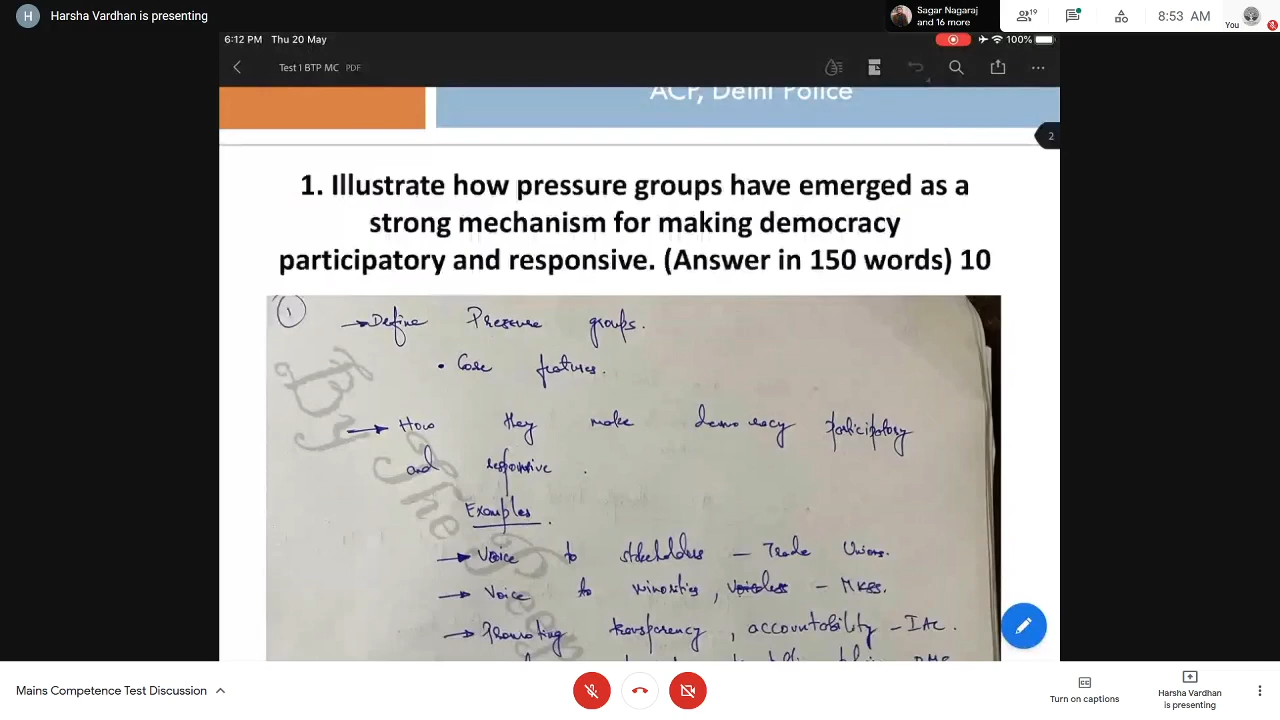 H Harsha Vardhan is presenting
Sagar Nagaraj
and 16 more
19
8:53 AM
You
6:12 PM Thu 20 May
100%
Test 1 BTP MC PDF
ACP, Delhi Police
2
1. Illustrate how pressure groups have emerged as a
strong mechanism for making democracy
participatory and responsive. (Answer in 150 words) 10
1
→ Define Pressure groups.
• Core features.
→ How they make democracy participatory
and responsive.
Examples.
→ Voice to stakeholders – Trade Unions.
→ Voice to minorities, voiceless – MKSS.
→ Promoting transparency, accountability – IAC.
By The
Mains Competence Test Discussion
Turn on captions
Harsha Vardhan
is presenting